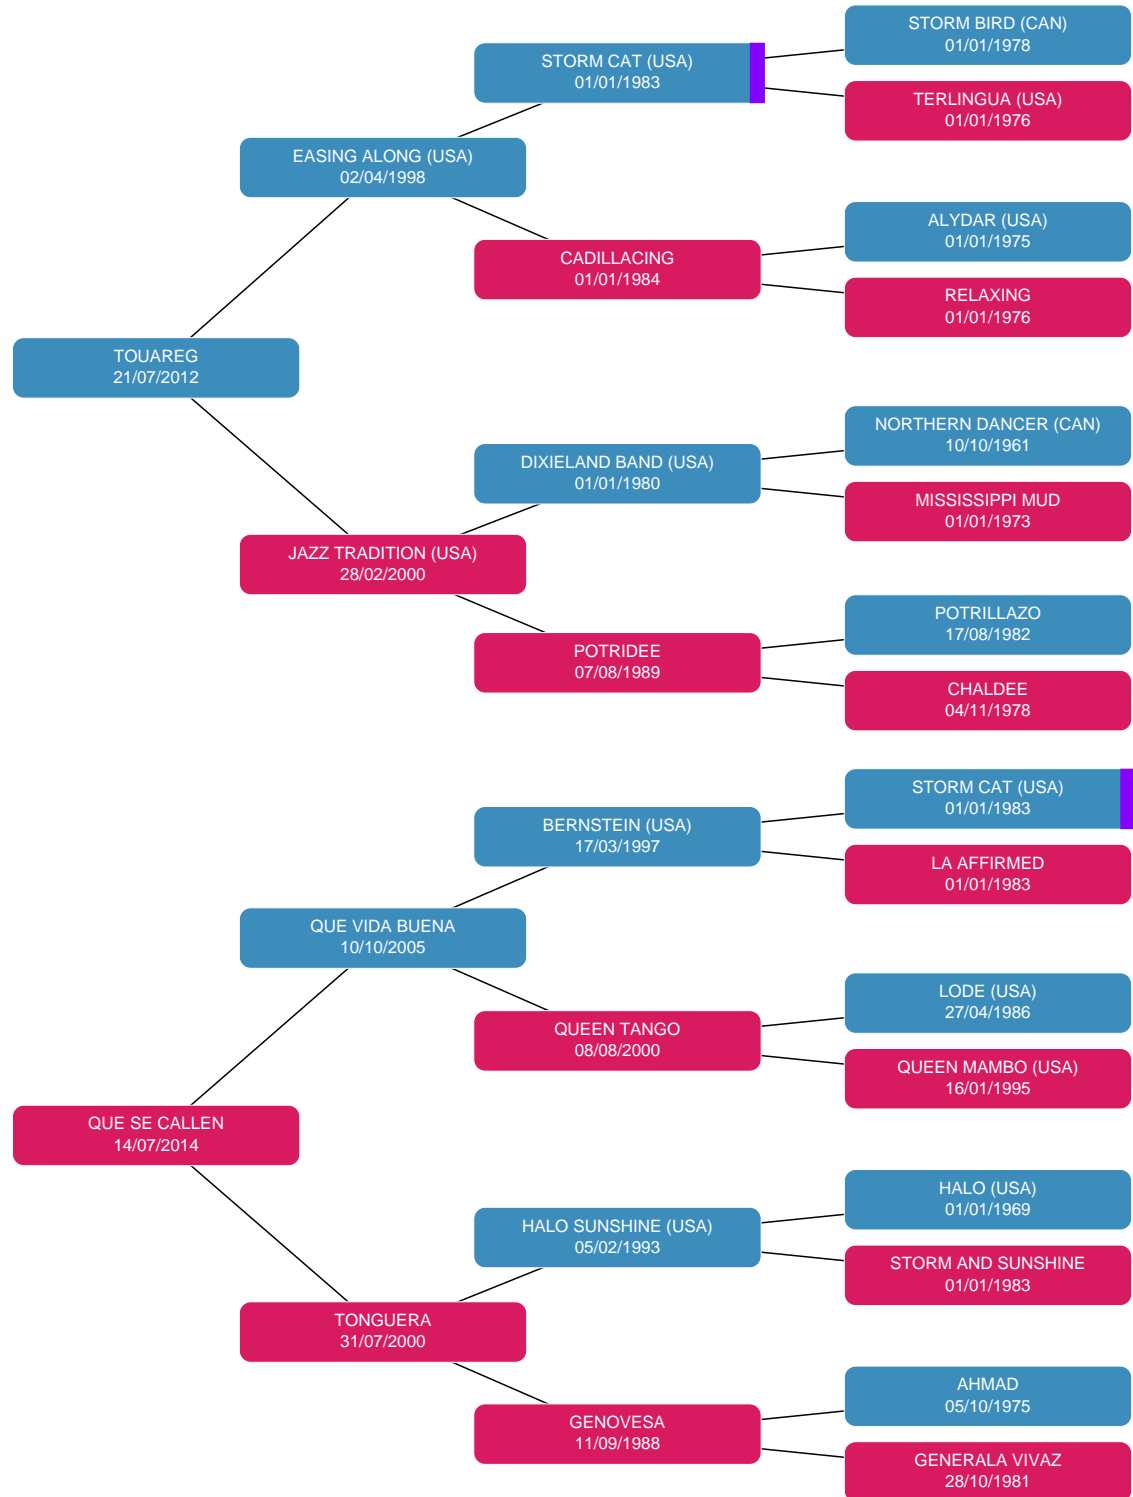 STORM BIRD (CAN)
01/01/1978
STORM CAT (USA)
01/01/1983
TERLINGUA (USA)
01/01/1976
EASING ALONG (USA)
02/04/1998
ALYDAR (USA)
01/01/1975
CADILLACING
01/01/1984
RELAXING
01/01/1976
TOUAREG
21/07/2012
NORTHERN DANCER (CAN)
10/10/1961
DIXIELAND BAND (USA)
01/01/1980
MISSISSIPPI MUD
01/01/1973
JAZZ TRADITION (USA)
28/02/2000
POTRILLAZO
17/08/1982
POTRIDEE
07/08/1989
CHALDEE
04/11/1978
STORM CAT (USA)
01/01/1983
BERNSTEIN (USA)
17/03/1997
LA AFFIRMED
01/01/1983
QUE VIDA BUENA
10/10/2005
LODE (USA)
27/04/1986
QUEEN TANGO
08/08/2000
QUEEN MAMBO (USA)
16/01/1995
QUE SE CALLEN
14/07/2014
HALO (USA)
01/01/1969
HALO SUNSHINE (USA)
05/02/1993
STORM AND SUNSHINE
01/01/1983
TONGUERA
31/07/2000
AHMAD
05/10/1975
GENOVESA
11/09/1988
GENERALA VIVAZ
28/10/1981